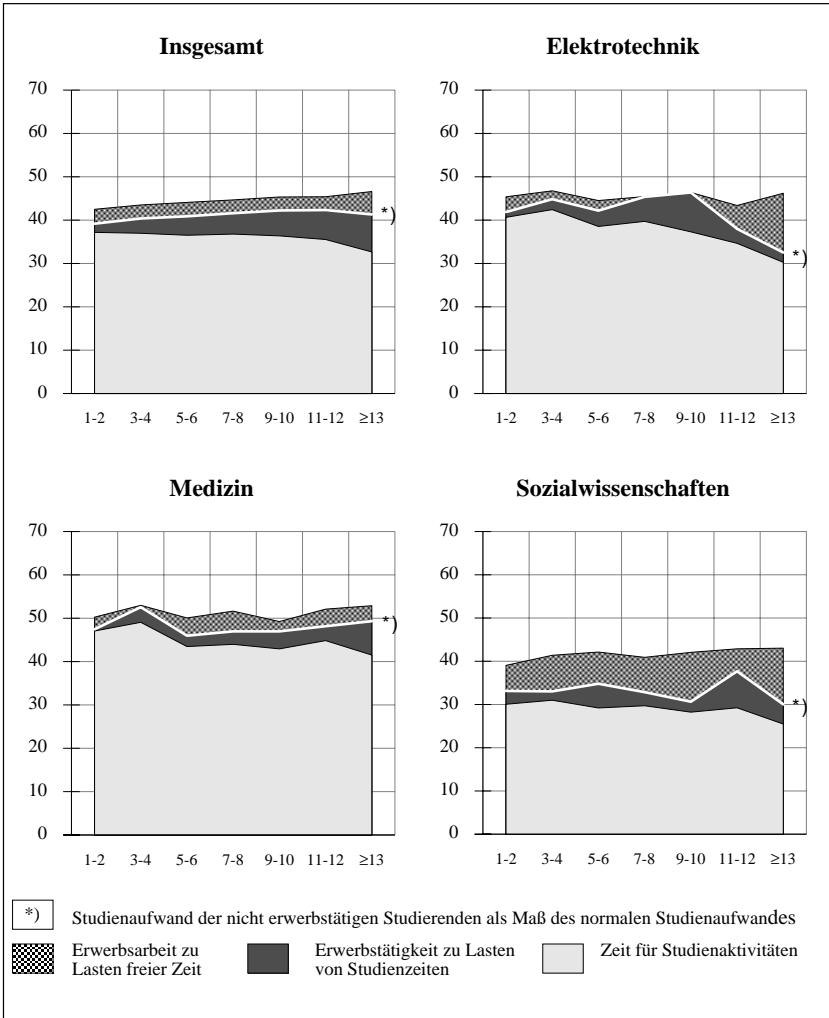 Insgesamt
70
60
50
40
30
20
10
0
*)
1-2 3-4 5-6 7-8 9-10 11-12 ≥13
Elektrotechnik
70
60
50
40
30
20
10
0
*)
1-2 3-4 5-6 7-8 9-10 11-12 ≥13
Medizin
70
60
50
40
30
20
10
0
*)
1-2 3-4 5-6 7-8 9-10 11-12 ≥13
Sozialwissenschaften
70
60
50
40
30
20
10
0
*)
1-2 3-4 5-6 7-8 9-10 11-12 ≥13
*) Studienaufwand der nicht erwerbstätigen Studierenden als Maß des normalen Studienaufwandes
Erwerbsarbeit zu
Lasten freier Zeit
Erwerbstätigkeit zu Lasten
von Studienzeiten
Zeit für Studienaktivitäten